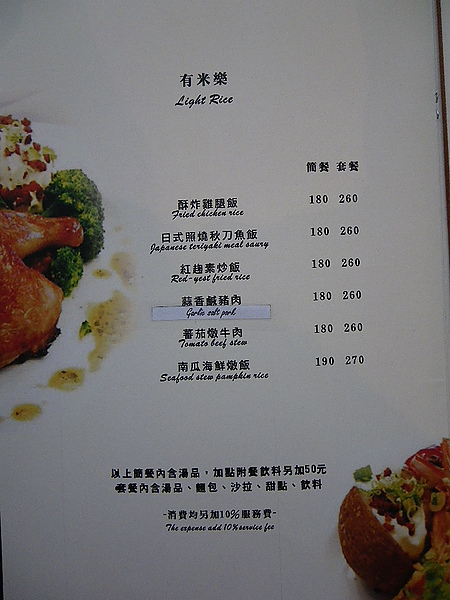 有米樂
Light Rice
簡餐 套餐
酥炸雞腿飯 180 260
Fried chicken rice
日式照燒秋刀魚飯 180 260
Japanese teriyaki meal saury
紅趜素炒飯 180 260
Red-yest fried rice
蒜香鹹豬肉 180 260
Garlic salt pork
蕃茄燉牛肉 180 260
Tomato beef stew
南瓜海鮮燉飯 190 270
Seafood stew pampkin rice
以上簡餐內含湯品，加點附餐飲料另加50元
套餐內含湯品、麵包、沙拉、甜點、飲料
-消費均另加10%服務費-
The expense add 10% service fee